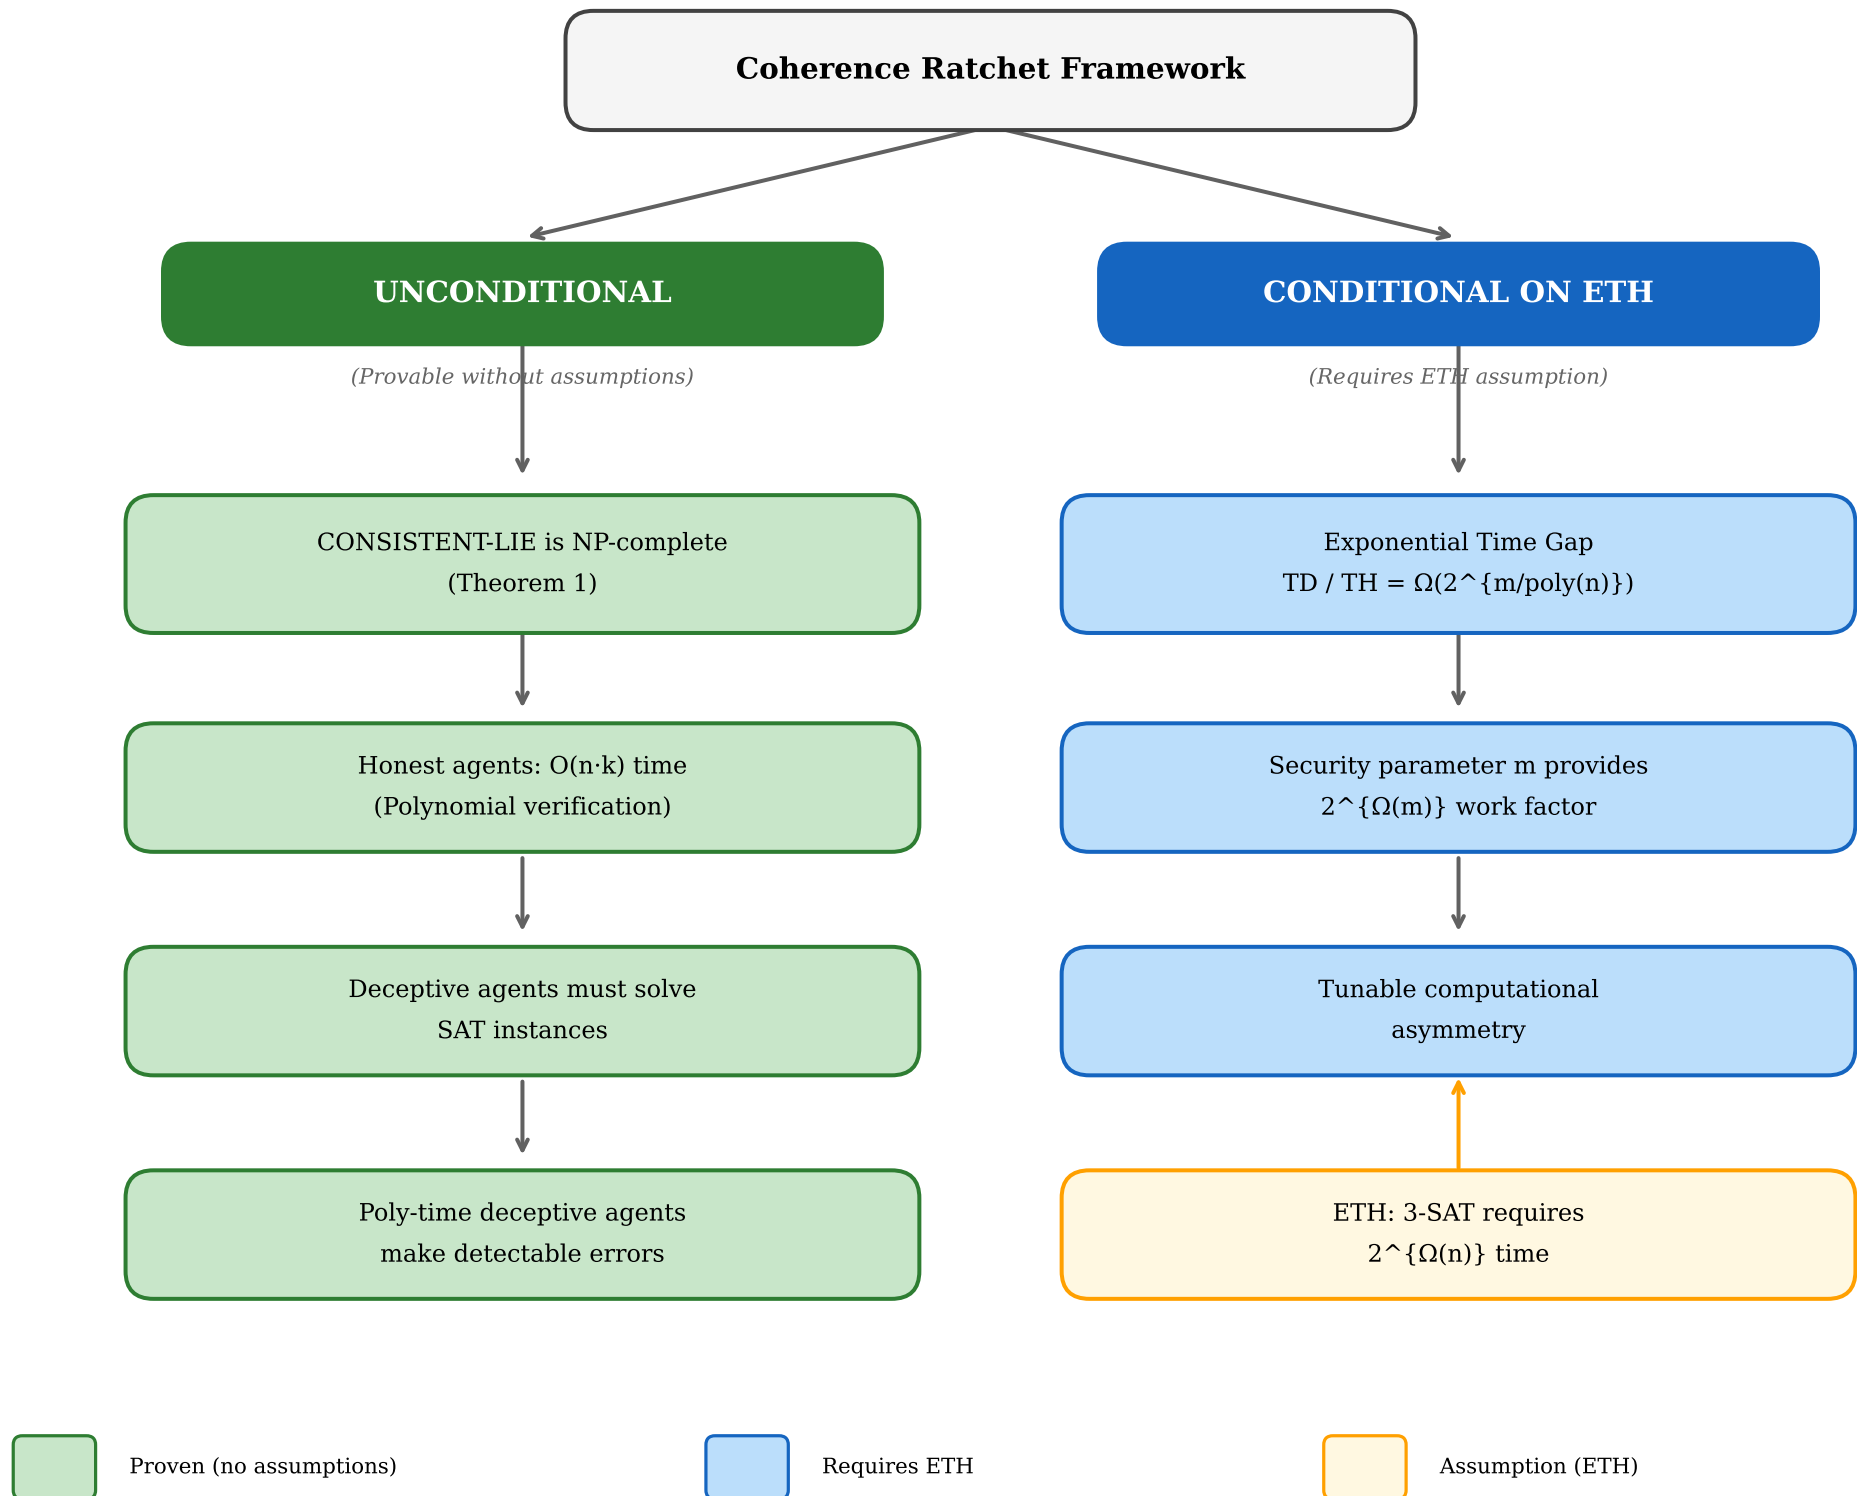 Coherence Ratchet Framework
UNCONDITIONAL
(Provable without assumptions)
CONSISTENT-LIE is NP-complete
(Theorem 1)
Honest agents: O(n·k) time
(Polynomial verification)
Deceptive agents must solve
SAT instances
Poly-time deceptive agents
make detectable errors
CONDITIONAL ON ETH
(Requires ETH assumption)
Exponential Time Gap
TD / TH = Ω(2^{m/poly(n)})
Security parameter m provides
2^{Ω(m)} work factor
Tunable computational
asymmetry
ETH: 3-SAT requires
2^{Ω(n)} time
Proven (no assumptions)
Requires ETH
Assumption (ETH)